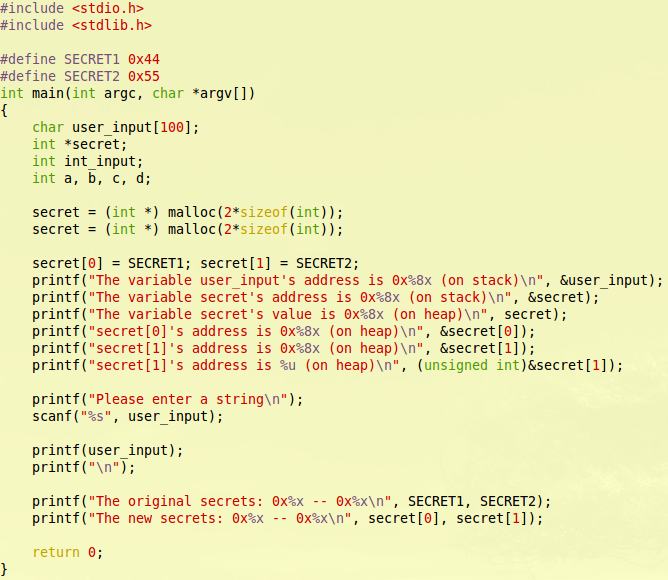 #include <stdio.h>
#include <stdlib.h>
#define SECRET1 0x44
#define SECRET2 0x55
int main(int argc, char *argv[])
{
    char user_input[100];
    int *secret;
    int int_input;
    int a, b, c, d;
    secret = (int *) malloc(2*sizeof(int));
    secret = (int *) malloc(2*sizeof(int));
    secret[0] = SECRET1; secret[1] = SECRET2;
    printf("The variable user_input's address is 0x%8x (on stack)\n", &user_input);
    printf("The variable secret's address is 0x%8x (on stack)\n", &secret);
    printf("The variable secret's value is 0x%8x (on heap)\n", secret);
    printf("secret[0]'s address is 0x%8x (on heap)\n", &secret[0]);
    printf("secret[1]'s address is 0x%8x (on heap)\n", &secret[1]);
    printf("secret[1]'s address is %u (on heap)\n", (unsigned int)&secret[1]);
    printf("Please enter a string\n");
    scanf("%s", user_input);
    printf(user_input);
    printf("\n");
    printf("The original secrets: 0x%x -- 0x%x\n", SECRET1, SECRET2);
    printf("The new secrets: 0x%x -- 0x%x\n", secret[0], secret[1]);
    return 0;
}